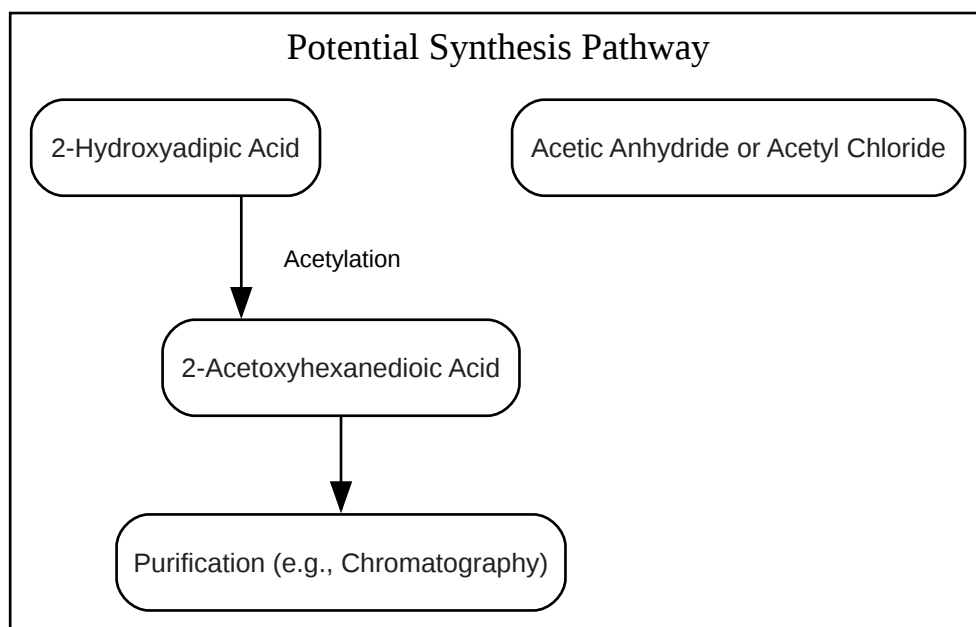 Potential Synthesis Pathway
2-Hydroxyadipic Acid
Acetic Anhydride or Acetyl Chloride
Acetylation
2-Acetoxyhexanedioic Acid
Purification (e.g., Chromatography)